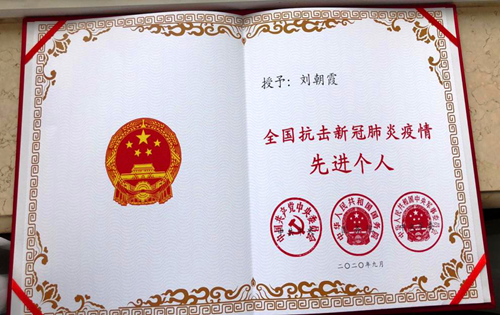 授予：刘朝霞
全国抗击新冠肺炎疫情
先进个人
中国共产党中央委员会
中华人民共和国国务院
中华人民共和国中央军事委员会
二〇二〇年九月